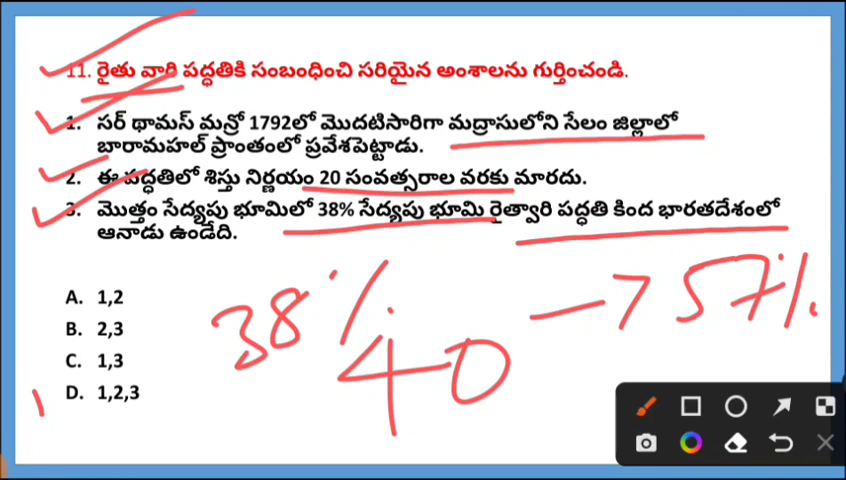 11. రైతు వారి పద్ధతికి సంబంధించి సరియైన అంశాలను గుర్తించండి.
1. సర్ థామస్ మన్రో 1792లో మొదటిసారిగా మద్రాసులోని సేలం జిల్లాలో
బారామహల్ ప్రాంతంలో ప్రవేశపెట్టాడు.
2. ఈ పద్ధతిలో శిస్తు నిర్ణయం 20 సంవత్సరాల వరకు మారదు.
3. మొత్తం సేద్యపు భూమిలో 38% సేద్యపు భూమి రైత్వారి పద్ధతి కింద భారతదేశంలో
ఆనాడు ఉండేది.
A. 1,2
B. 2,3
C. 1,3
D. 1,2,3
38% → 57%
40